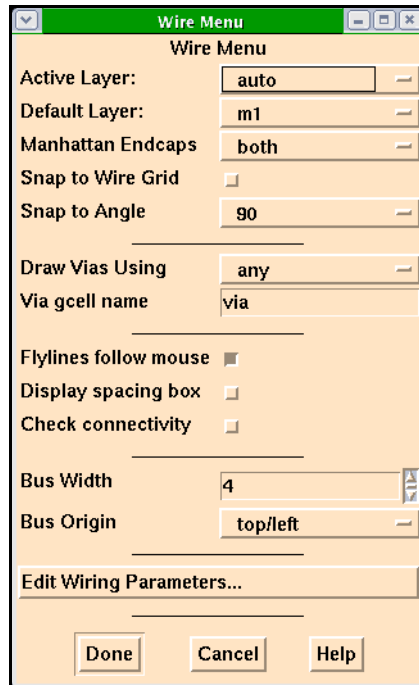 Wire Menu
Wire Menu
Active Layer: auto
Default Layer: m1
Manhattan Endcaps both
Snap to Wire Grid
Snap to Angle 90
Draw Vias Using any
Via gcell name via
Flylines follow mouse
Display spacing box
Check connectivity
Bus Width 4
Bus Origin top/left
Edit Wiring Parameters...
Done Cancel Help